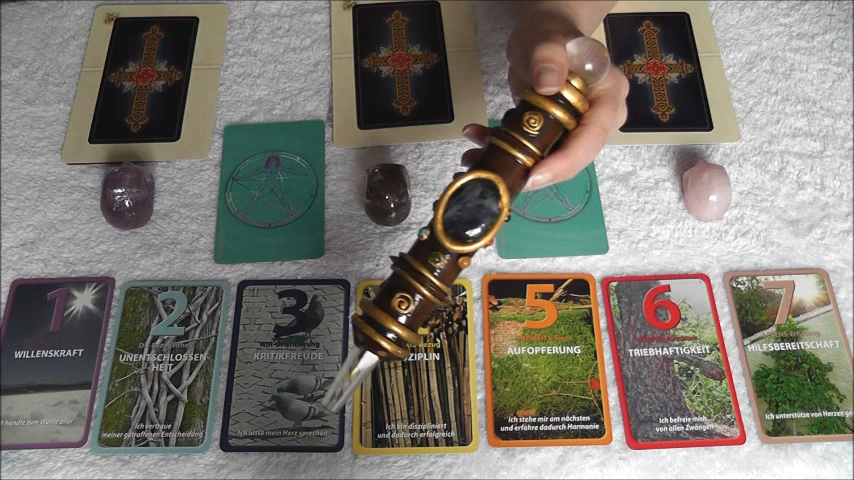 1
WILLENSKRAFT
handle zum Wohle aller
2
UNENTSCHLOSSEN-
HEIT
Ich vertraue
meiner getroffenen Entscheidung
3
WIR-Orientierung
KRITIKFREUDE
Ich lasse mein Herz sprechen
ZIPLIN
Ich bin diszipliniert
und dadurch erfolgreich
5
AUFOPFERUNG
Ich stehe mir am nächsten
und erfahre dadurch Harmonie
6
TRIEBHAFTIGKEIT
Ich befreie mich
von allen Zwängen
7
HILFSBEREITSCHAFT
Ich unterstütze von Herzen